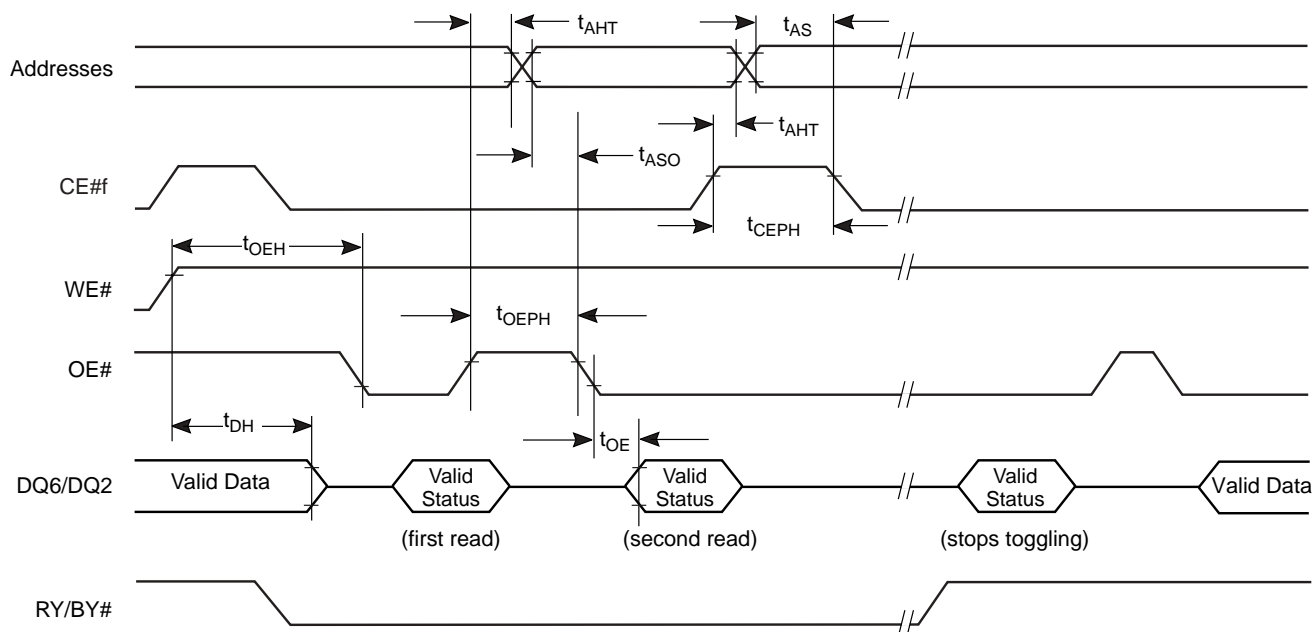 tAHT
tAS
Addresses
tAHT
tASO
CE#f
tCEPH
tOEH
WE#
tOEPH
OE#
tDH
tOE
DQ6/DQ2
Valid Data
Valid
Status
Valid
Status
Valid
Status
Valid Data
(first read)
(second read)
(stops toggling)
RY/BY#